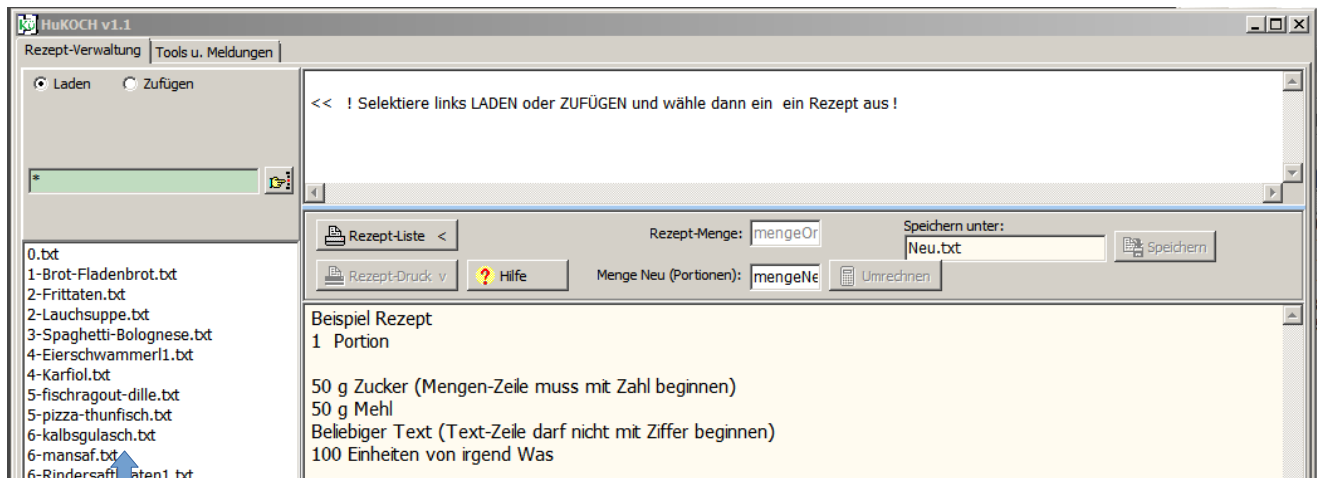 HuKOCH v1.1
Rezept-Verwaltung
Tools u. Meldungen
Laden
Zufügen
*
<< ! Selektiere links LADEN oder ZUFÜGEN und wähle dann ein ein Rezept aus !
Rezept-Liste <
Rezept-Menge:
mengeOr
Speichern unter:
Neu.txt
Speichern
Rezept-Druck v
Hilfe
Menge Neu (Portionen):
mengeNe
Umrechnen
0.txt
1-Brot-Fladenbrot.txt
2-Frittaten.txt
2-Lauchsuppe.txt
3-Spaghetti-Bolognese.txt
4-Eierschwammerl1.txt
4-Karfiol.txt
5-fischragout-dille.txt
5-pizza-thunfisch.txt
6-kalbsgulasch.txt
6-mansaf.txt
Beispiel Rezept
1 Portion
50 g Zucker (Mengen-Zeile muss mit Zahl beginnen)
50 g Mehl
Beliebiger Text (Text-Zeile darf nicht mit Ziffer beginnen)
100 Einheiten von irgend Was